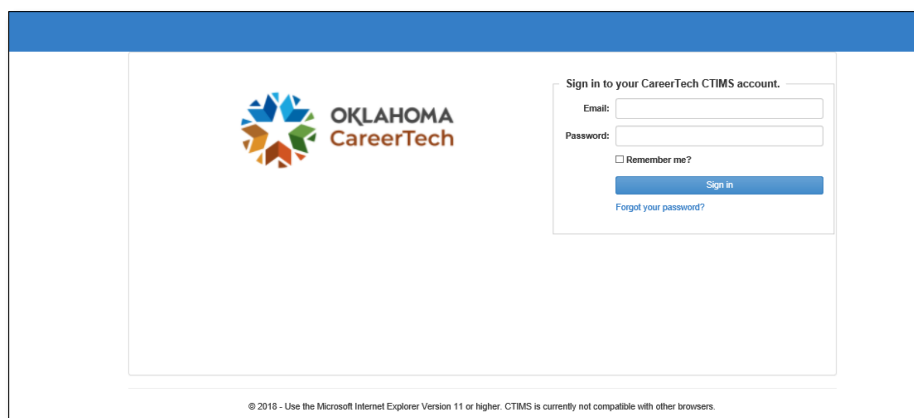 Sign in to your CareerTech CTIMS account.
OKLAHOMA
CareerTech
Email:
Password:
Remember me?
Sign in
Forgot your password?
© 2018 - Use the Microsoft Internet Explorer Version 11 or higher. CTIMS is currently not compatible with other browsers.